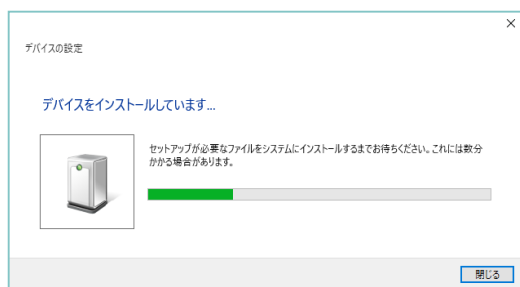 デバイスの設定
デバイスをインストールしています...
セットアップが必要なファイルをシステムにインストールするまでお待ちください。これには数分
かかる場合があります。
閉じる